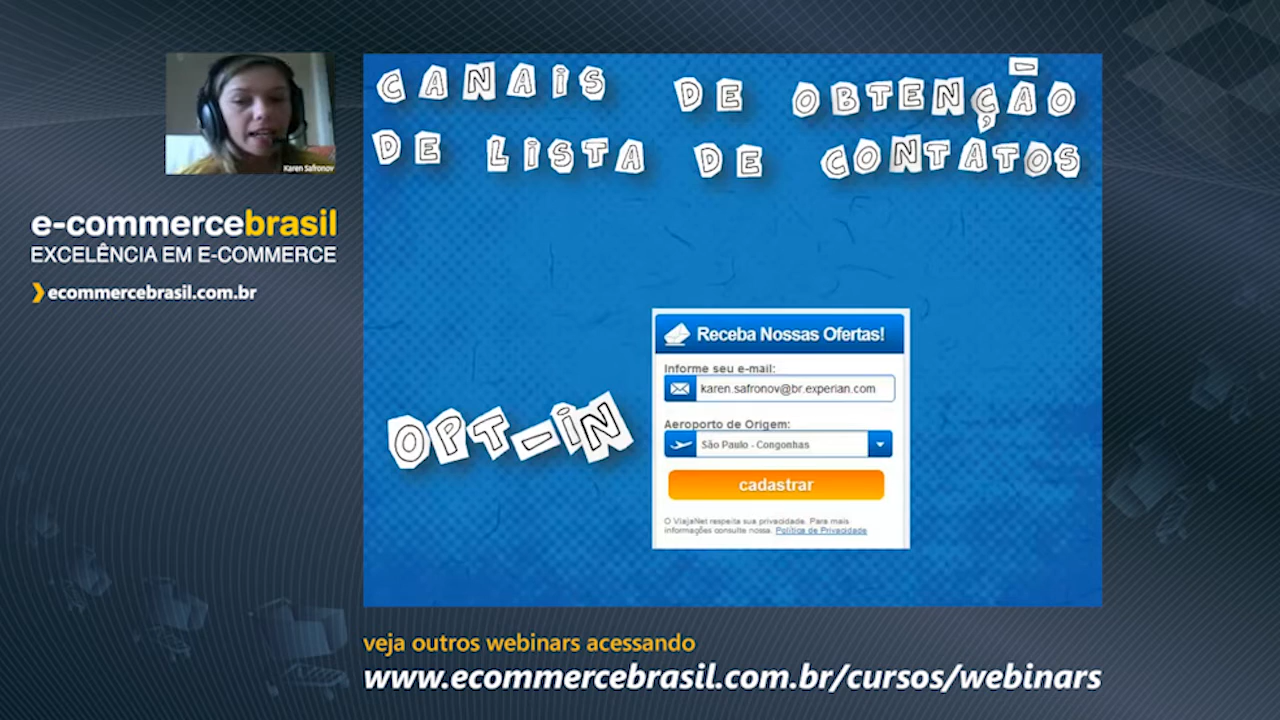 Karen Safronov
e-commercebrasil
EXCELÊNCIA EM E-COMMERCE
ecommercebrasil.com.br
CANAIS DE OBTENÇÃO
DE LISTA DE CONTATOS
OPT-IN
Receba Nossas Ofertas!
Informe seu e-mail:
karen.safronov@br.experian.com
Aeroporto de Origem:
São Paulo - Congonhas
cadastrar
O ViajaNet respeita sua privacidade. Para mais
informações consulte nossa Política de Privacidade
veja outros webinars acessando
www.ecommercebrasil.com.br/cursos/webinars